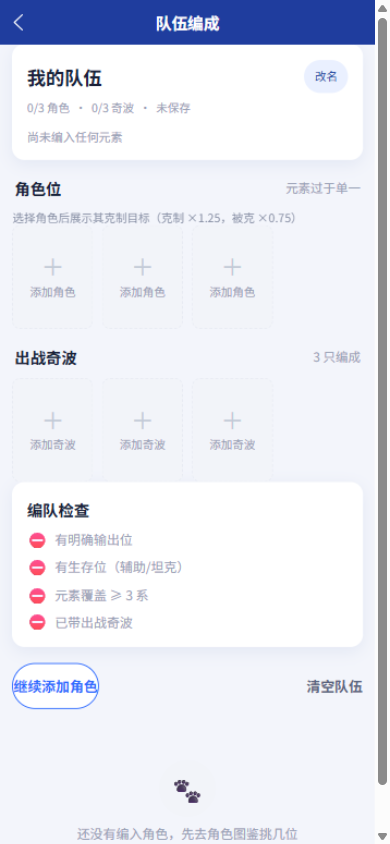 队伍编成
我的队伍
改名
0/3 角色 · 0/3 奇波 · 未保存
尚未编入任何元素
角色位
元素过于单一
选择角色后展示其克制目标（克制 ×1.25，被克 ×0.75）
添加角色 添加角色 添加角色
出战奇波
3 只编成
添加奇波 添加奇波 添加奇波
编队检查
有明确输出位
有生存位（辅助/坦克）
元素覆盖 ≥ 3 系
已带出战奇波
继续添加角色
清空队伍
还没有编入角色，先去角色图鉴挑几位